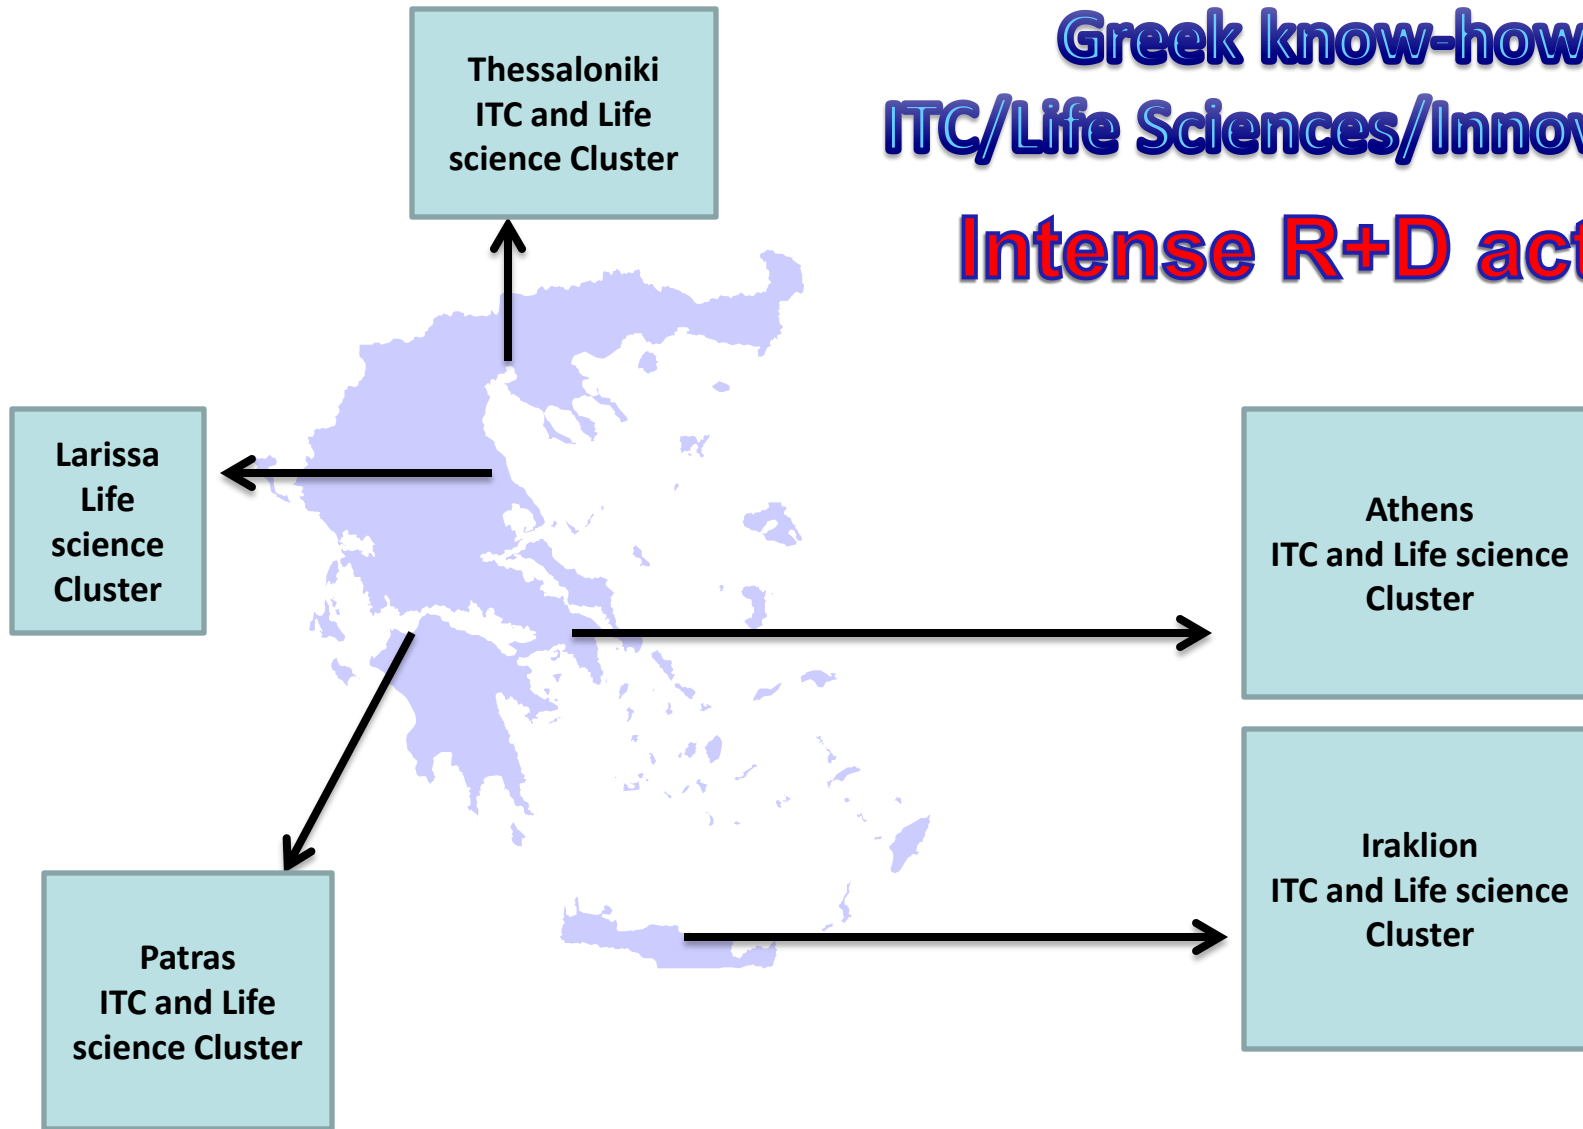 Greek know-how
ITC/Life Sciences/Innov
Intense R+D act
Thessaloniki
ITC and Life
science Cluster
Larissa
Life
science
Cluster
Athens
ITC and Life science
Cluster
Iraklion
ITC and Life science
Cluster
Patras
ITC and Life
science Cluster